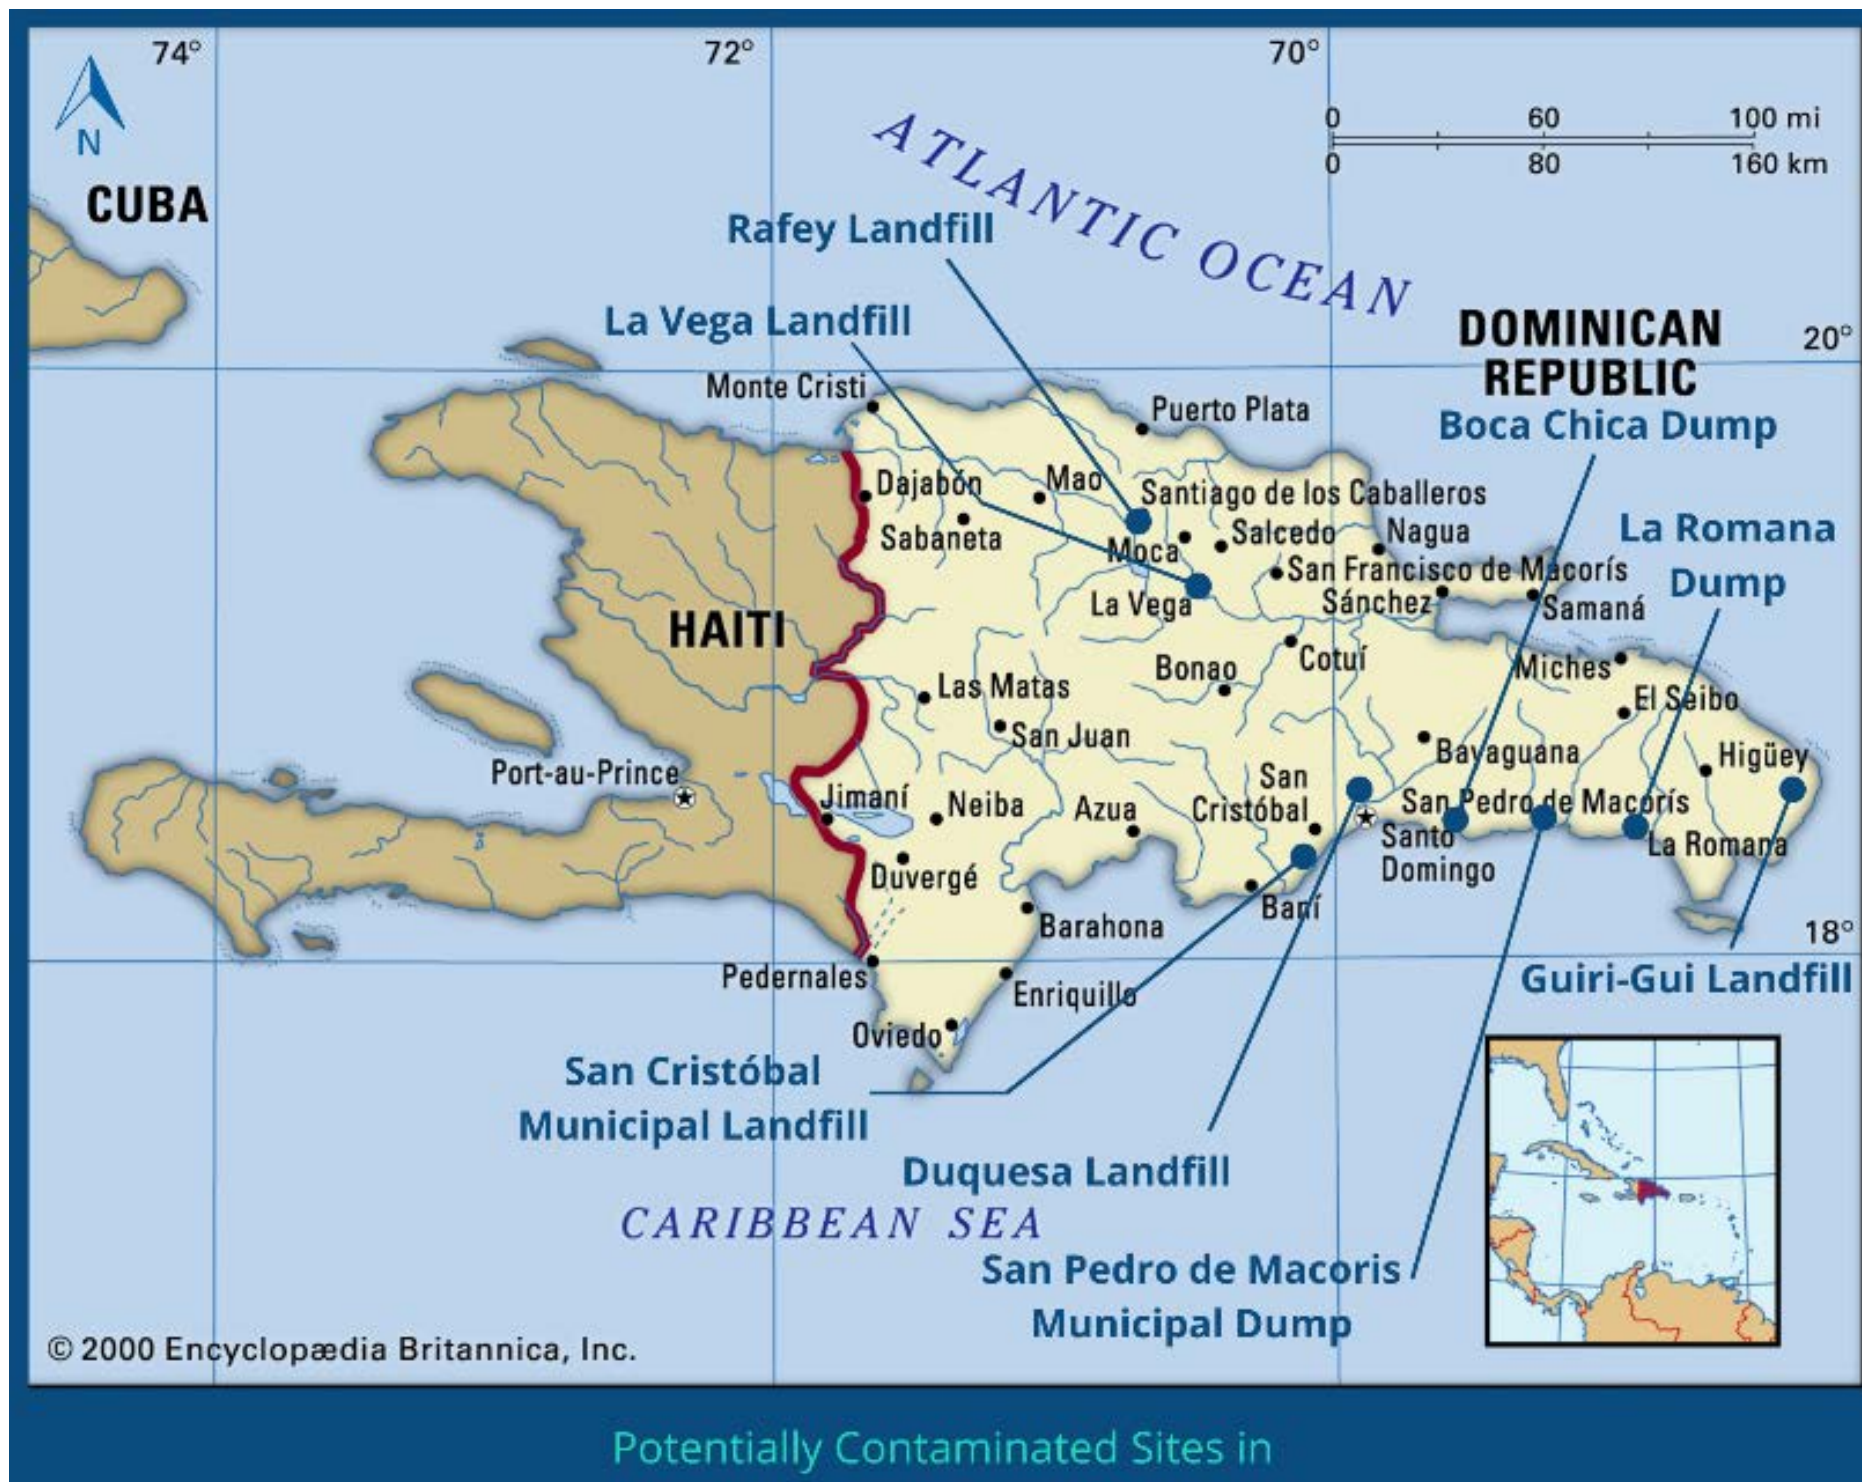 74°
72°
70°
0 60 100 mi
0 80 160 km
N
CUBA
ATLANTIC OCEAN
Rafey Landfill
La Vega Landfill
DOMINICAN
REPUBLIC
20°
Boca Chica Dump
Monte Cristi
Puerto Plata
Dajabón
Mao
Santiago de los Caballeros
Sabaneta
Moca
Salcedo
Nagua
La Romana
Dump
San Francisco de Macorís
La Vega
Sánchez
Samaná
HAITI
Cotuí
Bonao
Miches
Las Matas
El Seibo
San Juan
Bayaguana
Higüey
Port-au-Prince
Jimaní
Neiba
Azua
San
Cristóbal
San Pedro de Macorís
Santo
Domingo
La Romana
Duvergé
Baní
Barahona
18°
Pedernales
Enriquillo
Guiri-Gui Landfill
Oviedo
San Cristóbal
Municipal Landfill
Duquesa Landfill
CARIBBEAN SEA
San Pedro de Macoris
Municipal Dump
© 2000 Encyclopædia Britannica, Inc.
Potentially Contaminated Sites in